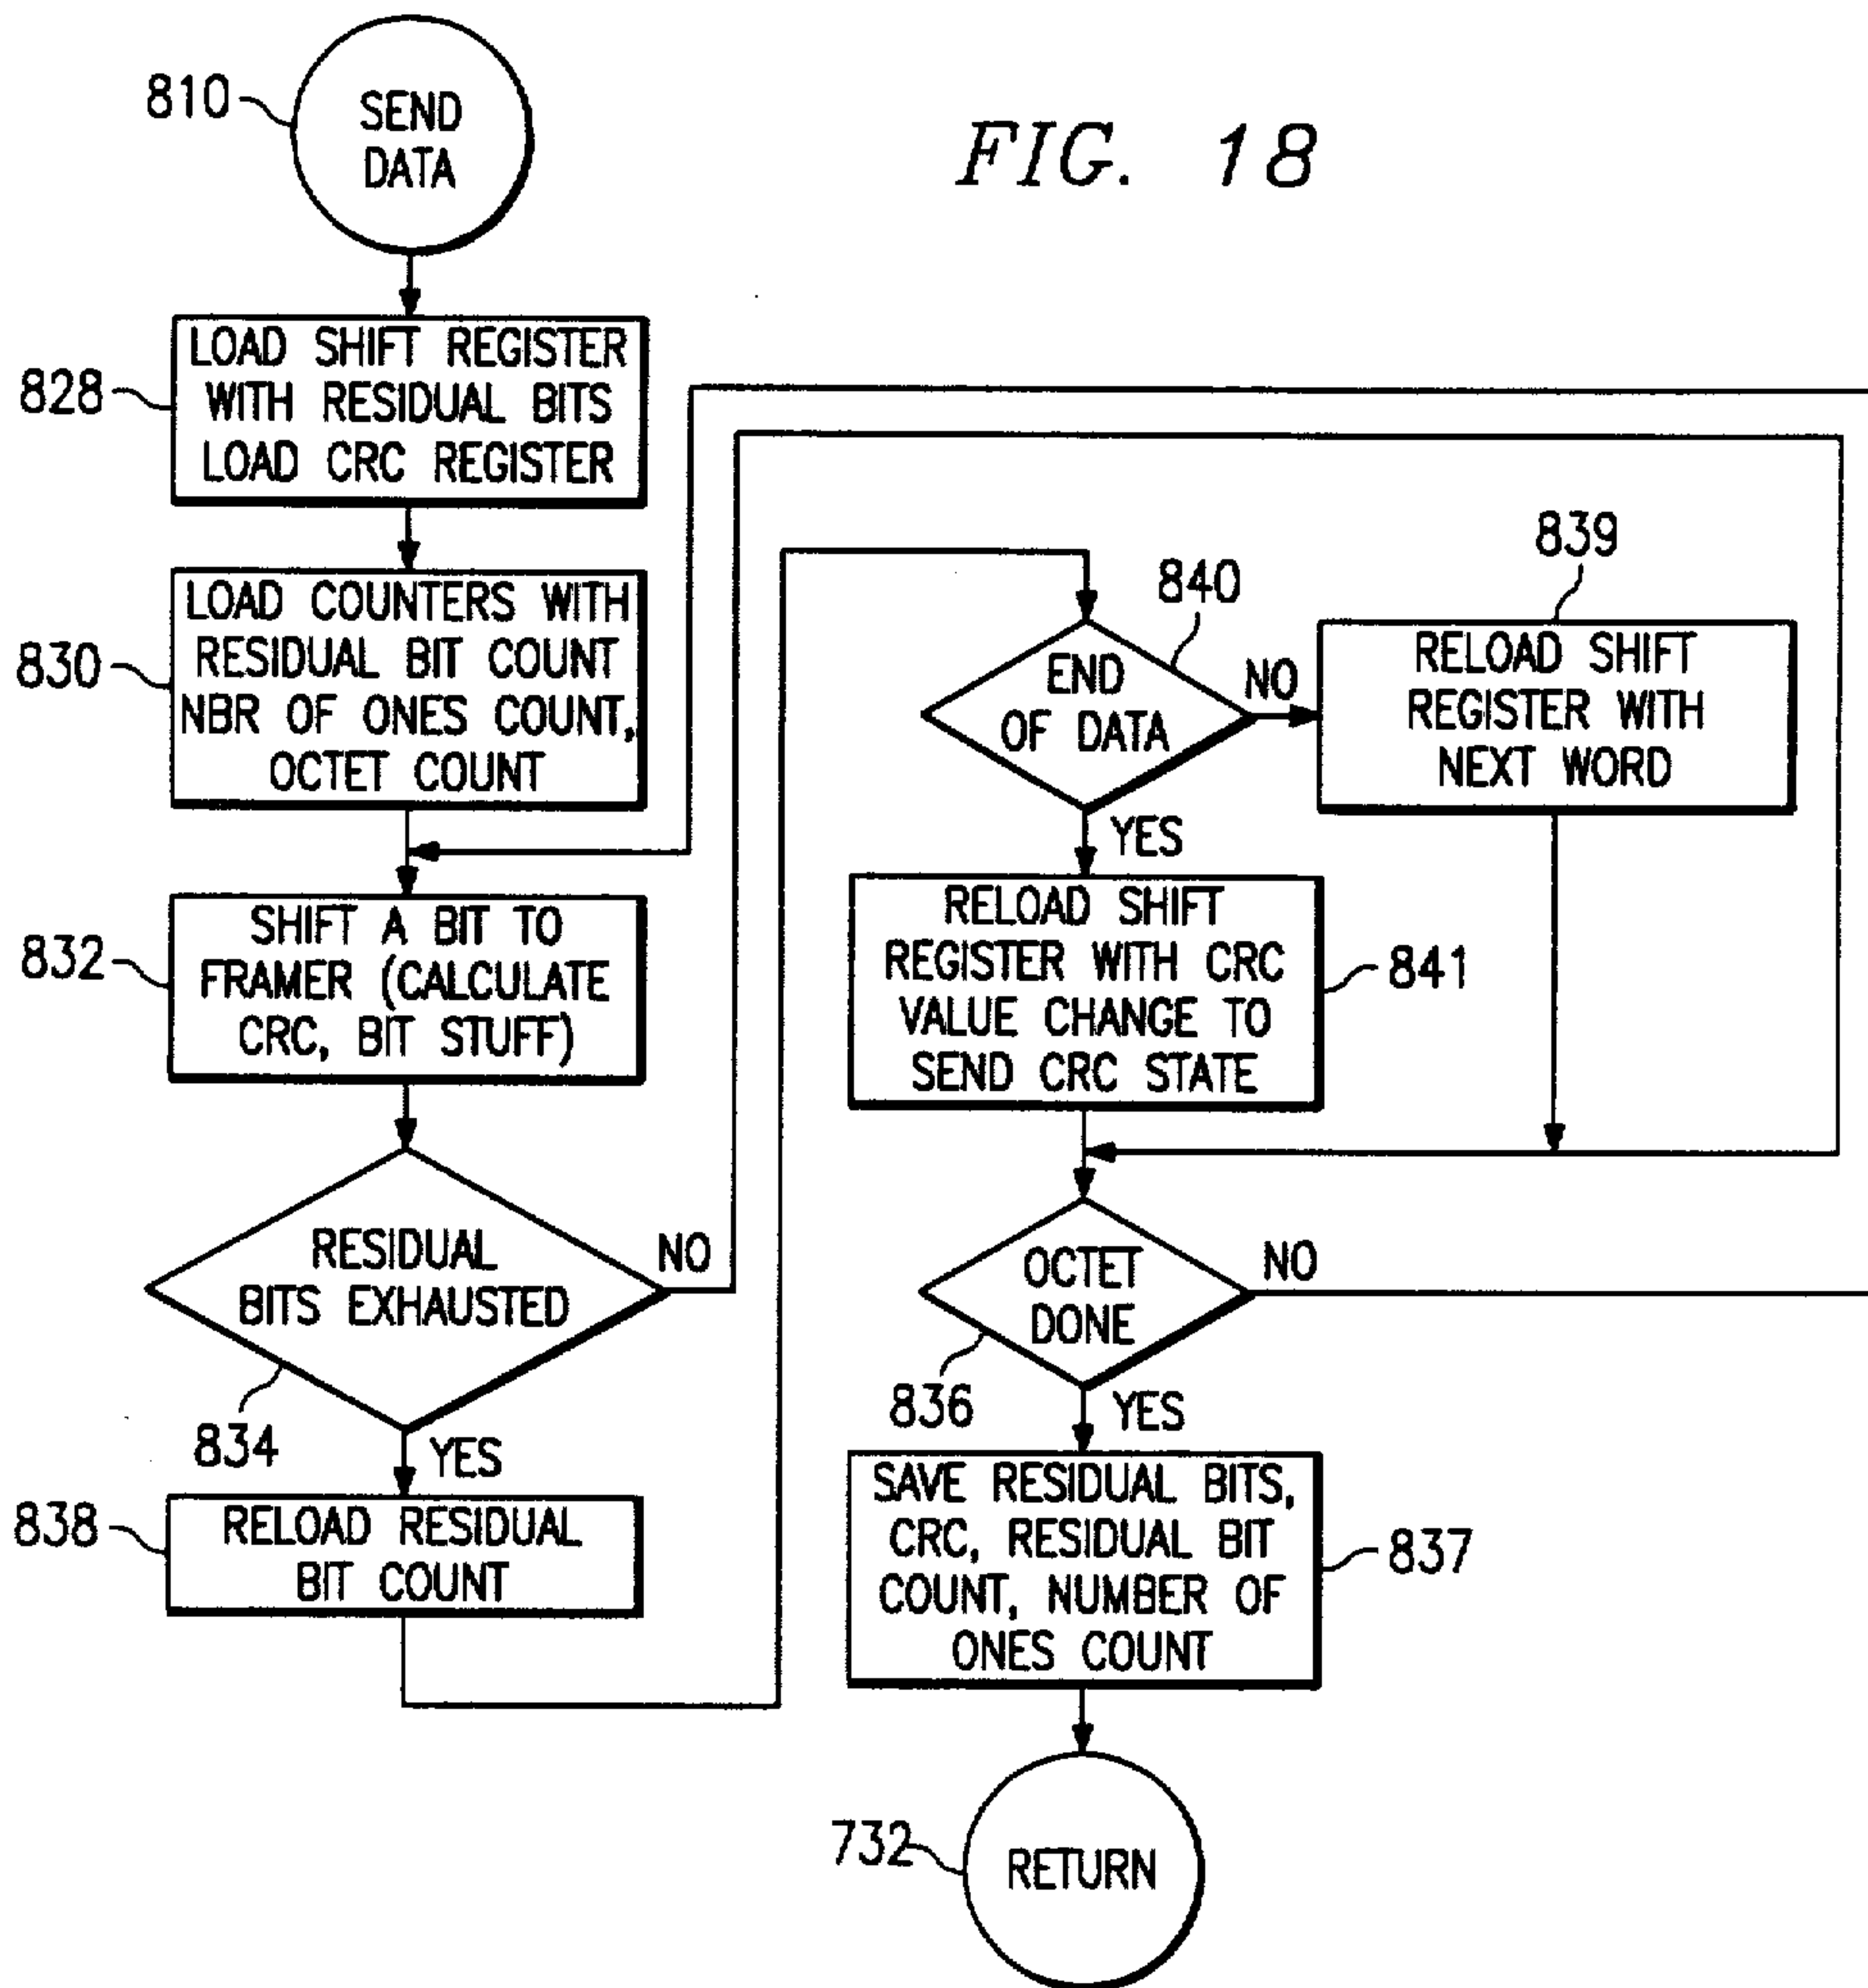 FIG. 18
810
SEND
DATA
828
LOAD SHIFT REGISTER
WITH RESIDUAL BITS
LOAD CRC REGISTER
830
LOAD COUNTERS WITH
RESIDUAL BIT COUNT
NBR OF ONES COUNT,
OCTET COUNT
832
SHIFT A BIT TO
FRAMER (CALCULATE
CRC, BIT STUFF)
RESIDUAL
BITS EXHAUSTED
NO
834
YES
838
RELOAD RESIDUAL
BIT COUNT
840
END
OF DATA
NO
839
RELOAD SHIFT
REGISTER WITH
NEXT WORD
YES
RELOAD SHIFT
REGISTER WITH CRC
VALUE CHANGE TO
SEND CRC STATE
841
OCTET
DONE
NO
836
YES
SAVE RESIDUAL BITS,
CRC, RESIDUAL BIT
COUNT, NUMBER OF
ONES COUNT
837
732
RETURN